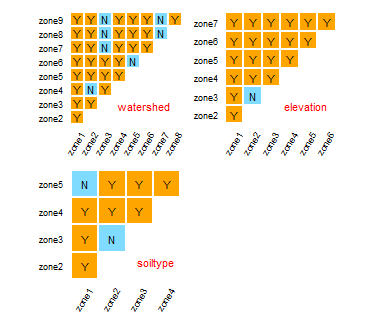 zone9 Y Y N Y Y Y Y Y
zone8 Y Y N Y Y Y N
zone7 Y Y N Y Y Y
zone6 Y Y Y Y N
zone5 Y Y Y Y
zone4 Y N Y
zone3 Y Y
zone2 Y
watershed
zone1 zone2 zone3 zone4 zone5 zone6 zone7 zone8
zone7 Y Y Y Y Y Y
zone6 Y Y Y Y Y
zone5 Y Y Y Y
zone4 Y Y Y
zone3 Y N
zone2 Y
elevation
zone1 zone2 zone3 zone4 zone5 zone6
zone5 N Y Y Y
zone4 Y Y Y
zone3 Y N
zone2 Y
soiltype
zone1 zone2 zone3 zone4